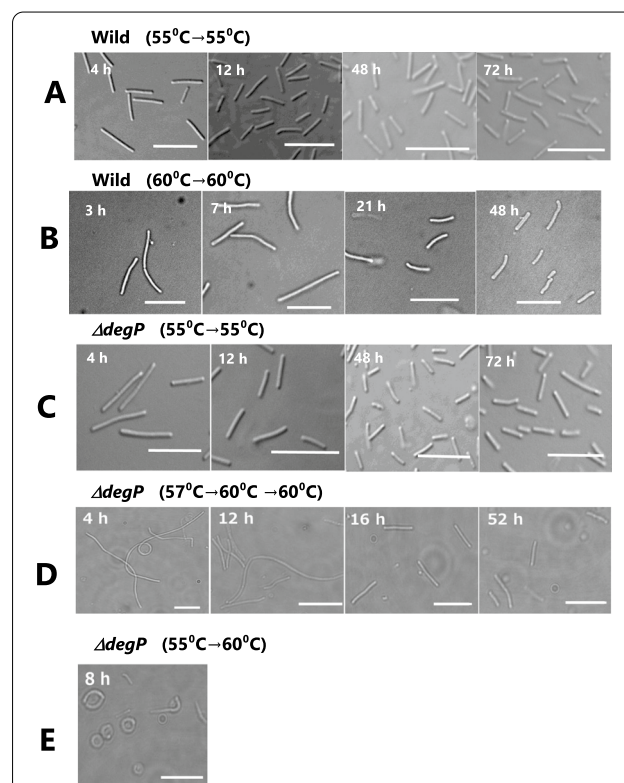 Wild (55⁰C→55⁰C)
A
4 h
12 h
48 h
72 h
Wild (60⁰C→60⁰C)
B
3 h
7 h
21 h
48 h
ΔdegP (55⁰C→55⁰C)
C
4 h
12 h
48 h
72 h
ΔdegP (57⁰C→60⁰C →60⁰C)
D
4 h
12 h
16 h
52 h
ΔdegP (55⁰C→60⁰C)
E
8 h